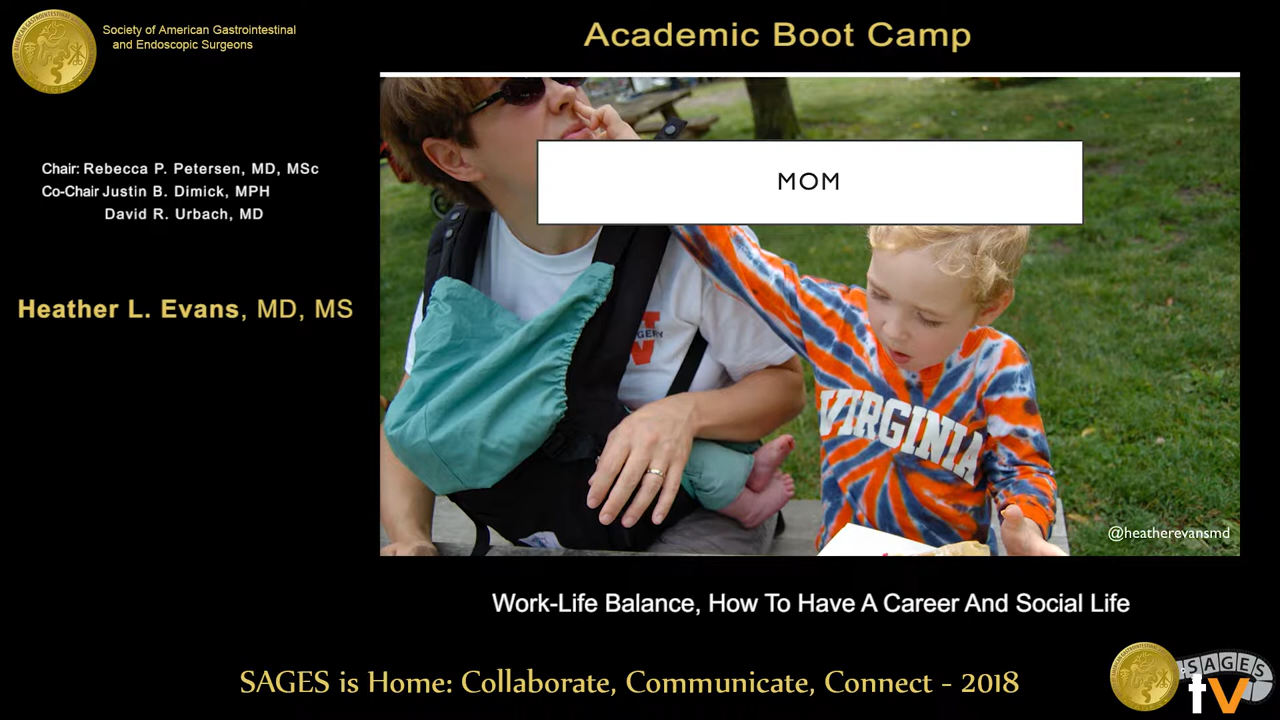 Society of American Gastrointestinal
and Endoscopic Surgeons
Academic Boot Camp
Chair: Rebecca P. Petersen, MD, MSc
Co-Chair Justin B. Dimick, MPH
David R. Urbach, MD
Heather L. Evans, MD, MS
MOM
VIRGINIA
@heatherevansmd
Work-Life Balance, How To Have A Career And Social Life
SAGES is Home: Collaborate, Communicate, Connect - 2018
SAGES
tv